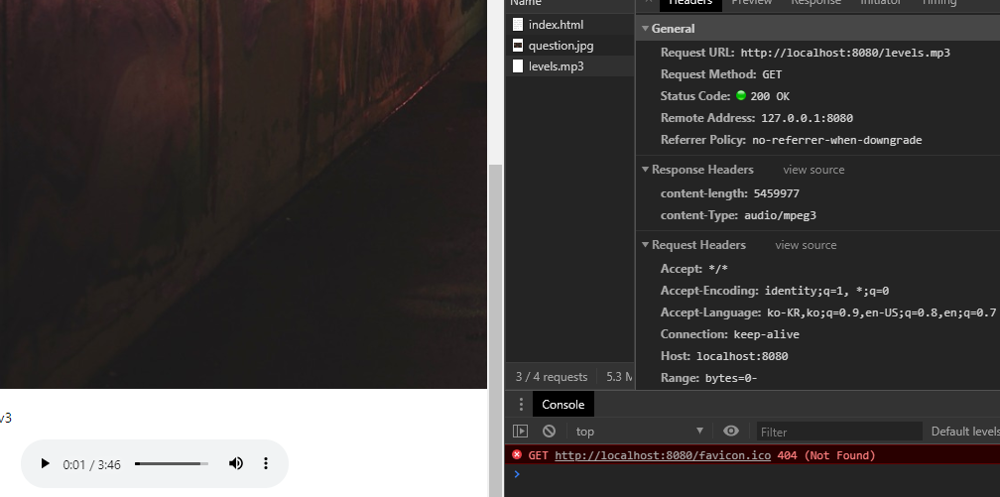 Name
Headers
Preview
Response
Initiator
Timing
index.html
question.jpg
levels.mp3
General
Request URL: http://localhost:8080/levels.mp3
Request Method: GET
Status Code: 200 OK
Remote Address: 127.0.0.1:8080
Referrer Policy: no-referrer-when-downgrade
Response Headers view source
content-length: 5459977
content-Type: audio/mpeg3
Request Headers view source
Accept: */*
Accept-Encoding: identity;q=1, *;q=0
Accept-Language: ko-KR,ko;q=0.9,en-US;q=0.8,en;q=0.7
Connection: keep-alive
Host: localhost:8080
Range: bytes=0-
3 / 4 requests 5.3 M
Console
top Filter Default levels
GET http://localhost:8080/favicon.ico 404 (Not Found)
v3
0:01 / 3:46